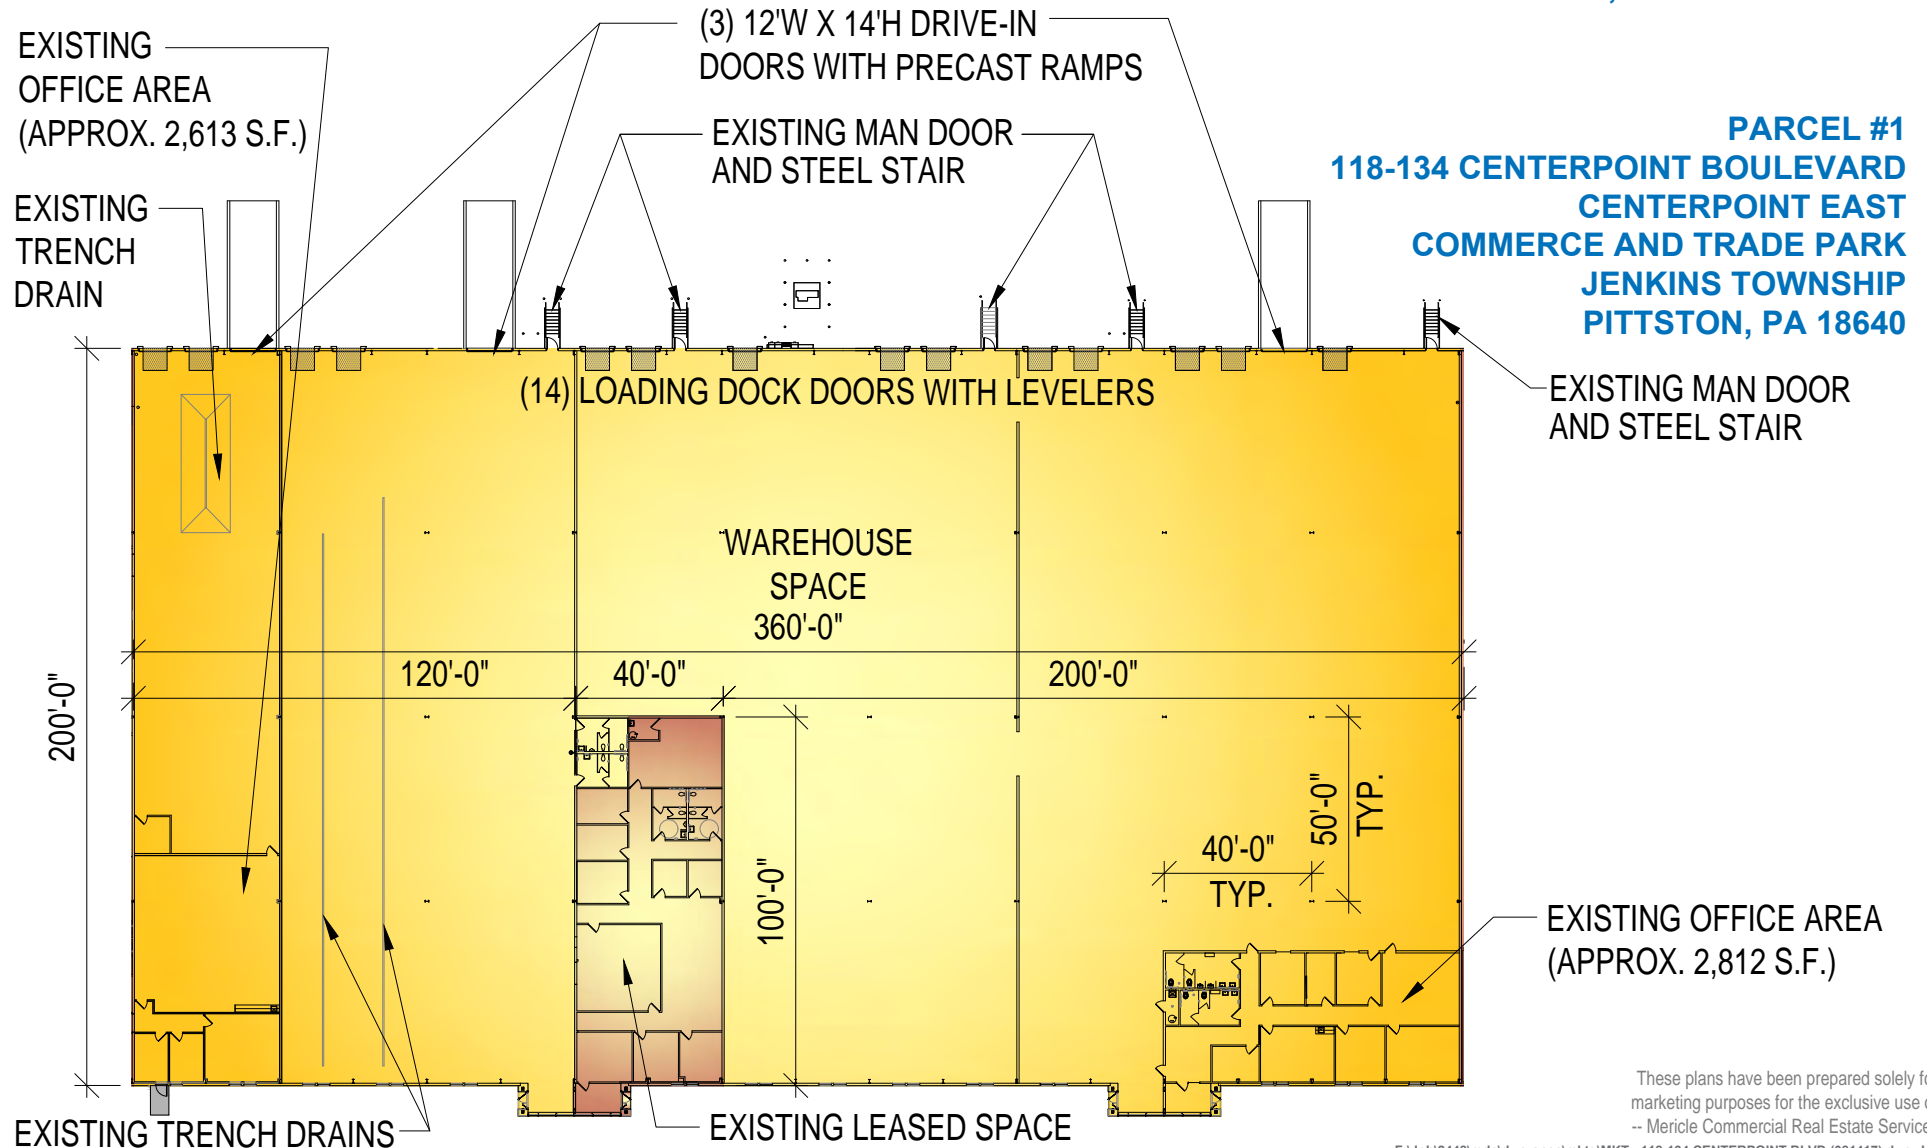 (3) 12'W X 14'H DRIVE-IN
DOORS WITH PRECAST RAMPS
EXISTING
OFFICE AREA
(APPROX. 2,613 S.F.)
EXISTING MAN DOOR
AND STEEL STAIR
PARCEL #1
118-134 CENTERPOINT BOULEVARD
CENTERPOINT EAST
COMMERCE AND TRADE PARK
JENKINS TOWNSHIP
PITTSTON, PA 18640
EXISTING
TRENCH
DRAIN
(14) LOADING DOCK DOORS WITH LEVELERS
EXISTING MAN DOOR
AND STEEL STAIR
WAREHOUSE
SPACE
360'-0"
120'-0"
40'-0"
200'-0"
200'-0"
100'-0"
50'-0"
TYP.
40'-0"
TYP.
EXISTING OFFICE AREA
(APPROX. 2,812 S.F.)
EXISTING TRENCH DRAINS
EXISTING LEASED SPACE
These plans have been prepared solely
marketing purposes for the exclusive use
-- Mericle Commercial Real Estate